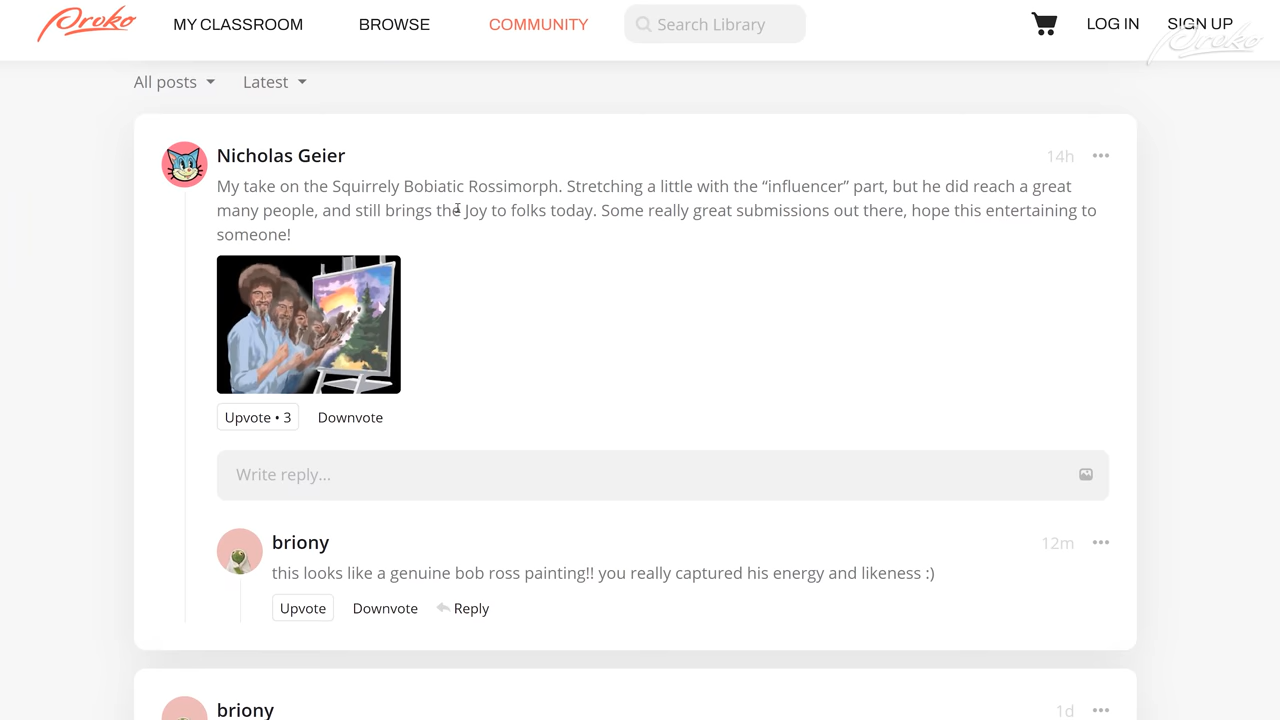 Proko MY CLASSROOM BROWSE COMMUNITY Search Library LOG IN SIGN UP
Proko
All posts Latest
Nicholas Geier 14h
My take on the Squirrely Bobiatic Rossimorph. Stretching a little with the “influencer” part, but he did reach a great
many people, and still brings the Joy to folks today. Some really great submissions out there, hope this entertaining to
someone!
Upvote • 3 Downvote
Write reply...
briony 12m
this looks like a genuine bob ross painting!! you really captured his energy and likeness :)
Upvote Downvote Reply
briony 1d